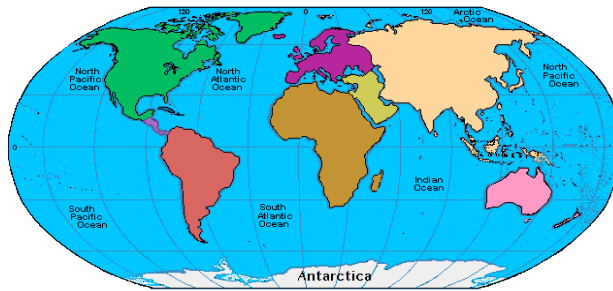 120
0
120
Arctic
Ocean
North
Pacific
Ocean
North
Atlantic
Ocean
North
Pacific
Ocean
0
Indian
Ocean
South
Pacific
Ocean
South
Atlantic
Ocean
Antarctica